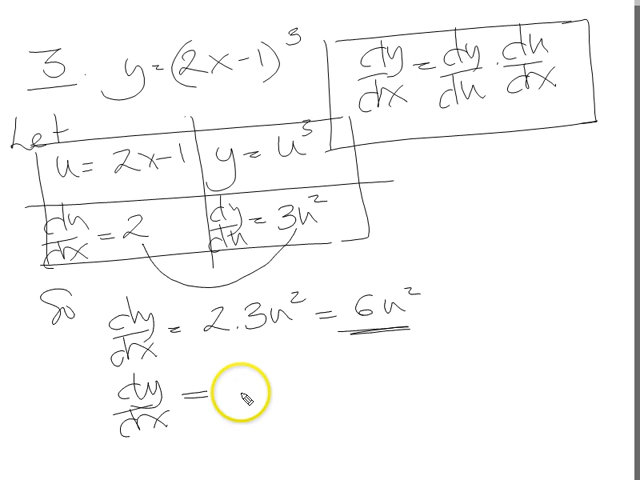 3. y=(2x-1)³
dy/dx = dy/du · du/dx
Let
u = 2x-1
y = u³
du/dx = 2
dy/du = 3u²
So
dy/dx = 2.3u² = 6u²
dy/dx =